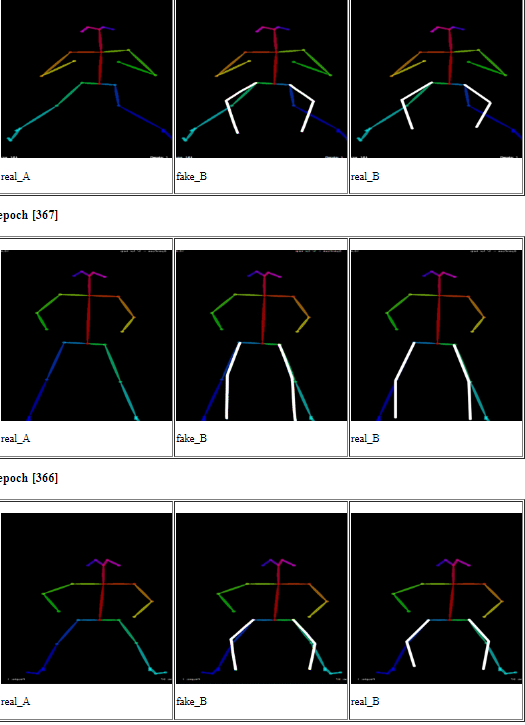 real_A
fake_B
real_B
epoch [367]
real_A
fake_B
real_B
epoch [366]
real_A
fake_B
real_B